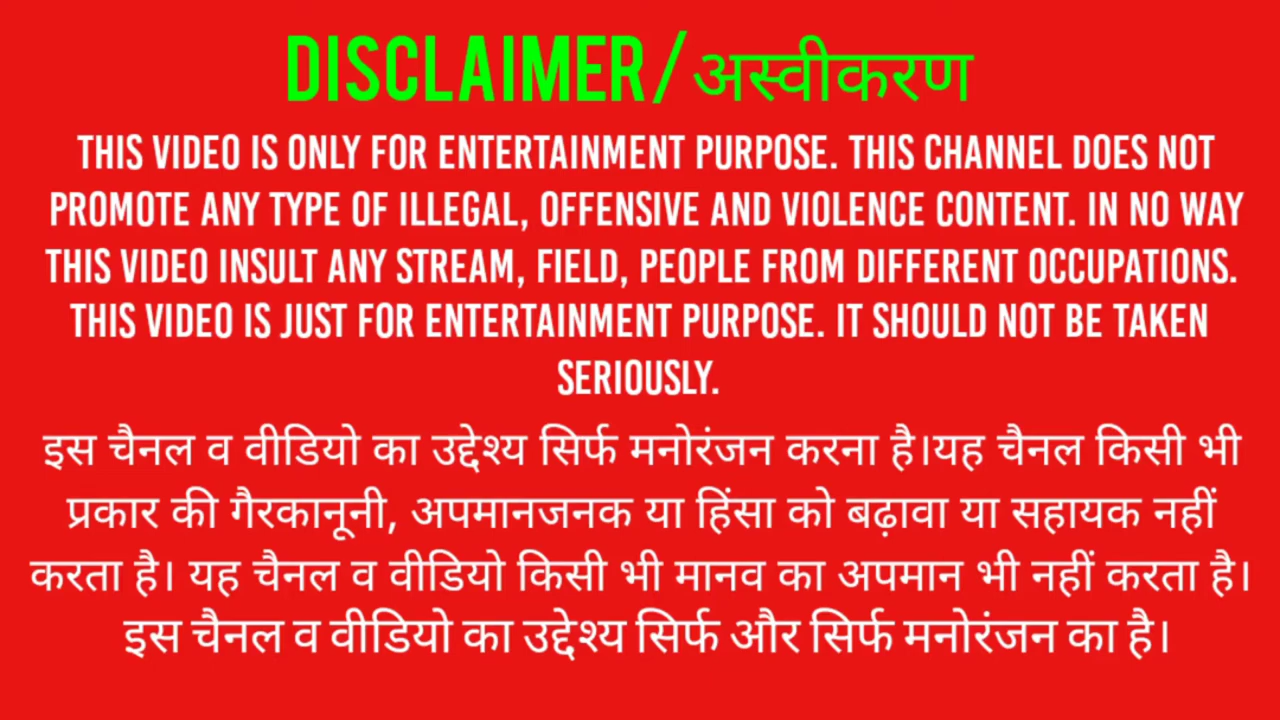 DISCLAIMER/अस्वीकरण
THIS VIDEO IS ONLY FOR ENTERTAINMENT PURPOSE. THIS CHANNEL DOES NOT
PROMOTE ANY TYPE OF ILLEGAL, OFFENSIVE AND VIOLENCE CONTENT. IN NO WAY
THIS VIDEO INSULT ANY STREAM, FIELD, PEOPLE FROM DIFFERENT OCCUPATIONS.
THIS VIDEO IS JUST FOR ENTERTAINMENT PURPOSE. IT SHOULD NOT BE TAKEN
SERIOUSLY.
इस चैनल व वीडियो का उद्देश्य सिर्फ मनोरंजन करना है।यह चैनल किसी भी
प्रकार की गैरकानूनी, अपमानजनक या हिंसा को बढ़ावा या सहायक नहीं
करता है। यह चैनल व वीडियो किसी भी मानव का अपमान भी नहीं करता है।
इस चैनल व वीडियो का उद्देश्य सिर्फ और सिर्फ मनोरंजन का है।